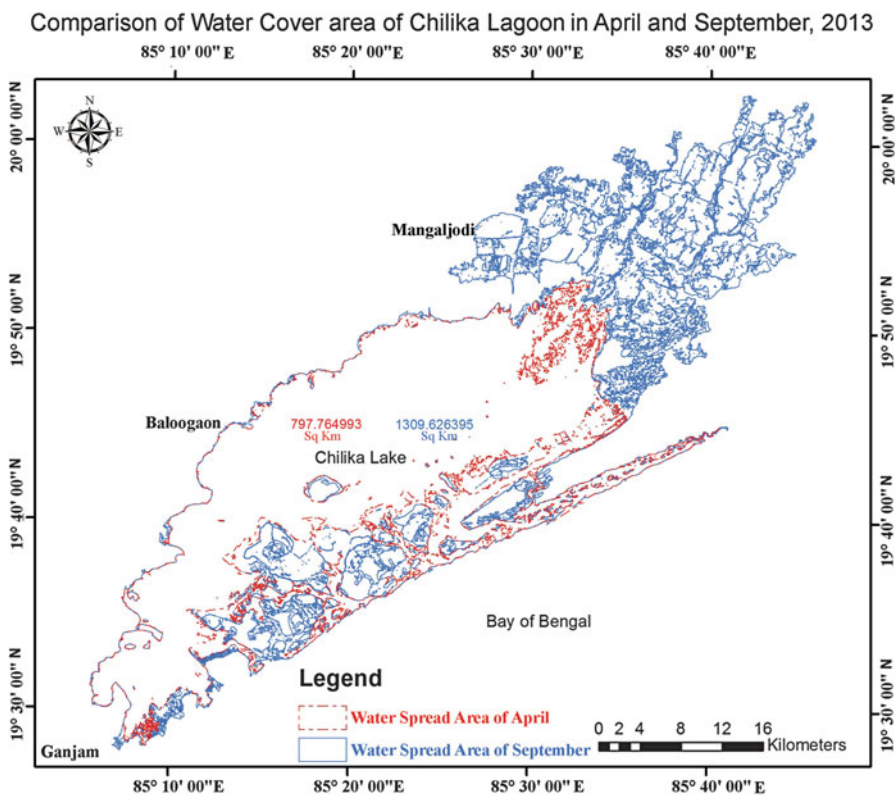 Comparison of Water Cover area of Chilika Lagoon in April and September, 2013
85° 10' 00"E 85° 20' 00"E 85° 30' 00"E 85° 40' 00"E
N
W E
S
20° 00' 00"N 20° 00' 00"N
Mangaljodi
19° 50' 00"N 19° 50' 00"N
Baloogaon
797.764993 1309.626395
Sq Km Sq Km
Chilika Lake
19° 40' 00"N 19° 40' 00"N
Bay of Bengal
19° 30' 00"N 19° 30' 00"N
Legend
Water Spread Area of April
Water Spread Area of September
0 2 4 8 12 16
Kilometers
Ganjam
85° 10' 00"E 85° 20' 00"E 85° 30' 00"E 85° 40' 00"E